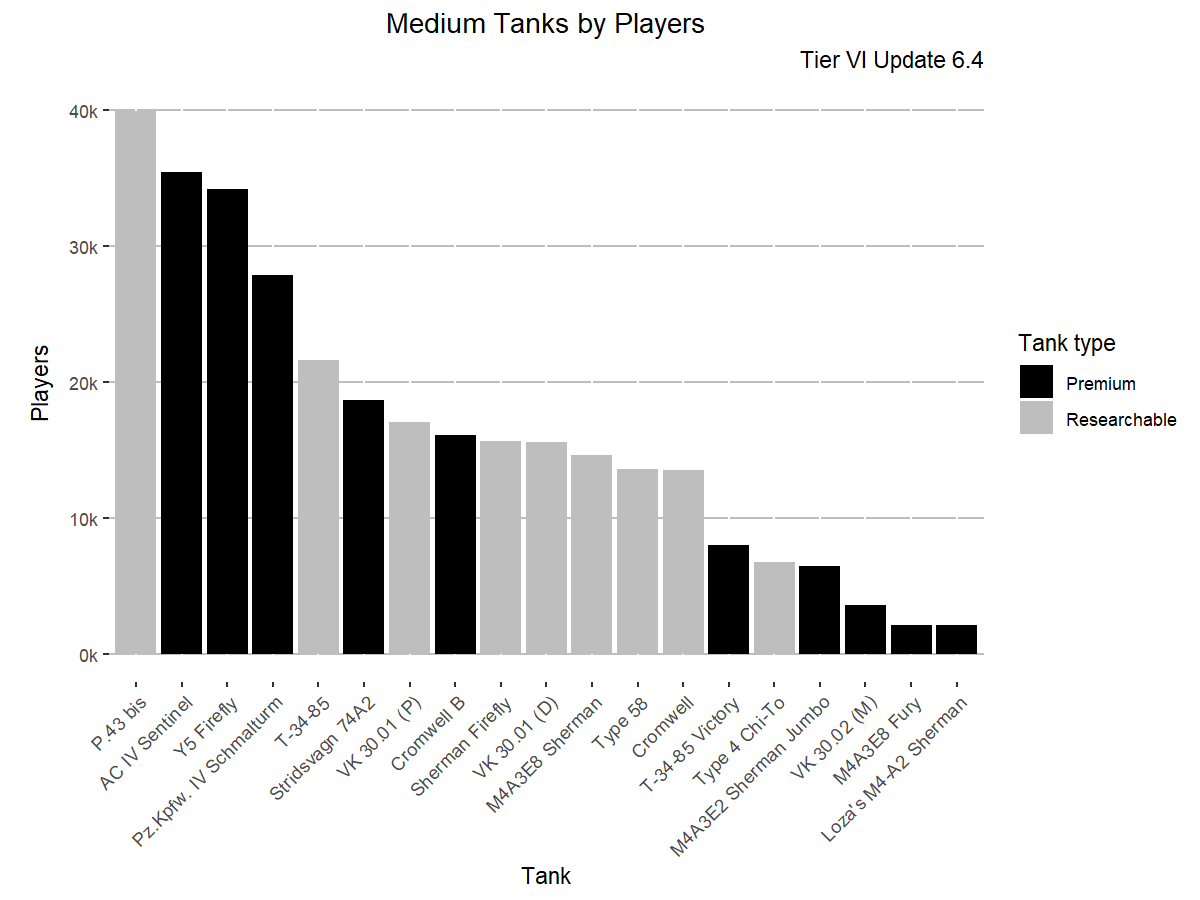 Medium Tanks by Players
Tier VI Update 6.4
40k
30k
20k
10k
0k
Players
P.43 bis
AC IV Sentinel
Y5 Firefly
Pz.Kpfw. IV Schmalturm
T-34-85
Stridsvagn 74A2
VK 30.01 (P)
Cromwell B
Sherman Firefly
VK 30.01 (D)
M4A3E8 Sherman
Type 58
Cromwell
T-34-85 Victory
Type 4 Chi-To
M4A3E2 Sherman Jumbo
VK 30.02 (M)
M4A3E8 Fury
Loza's M4-A2 Sherman
Tank
Tank type
Premium
Researchable